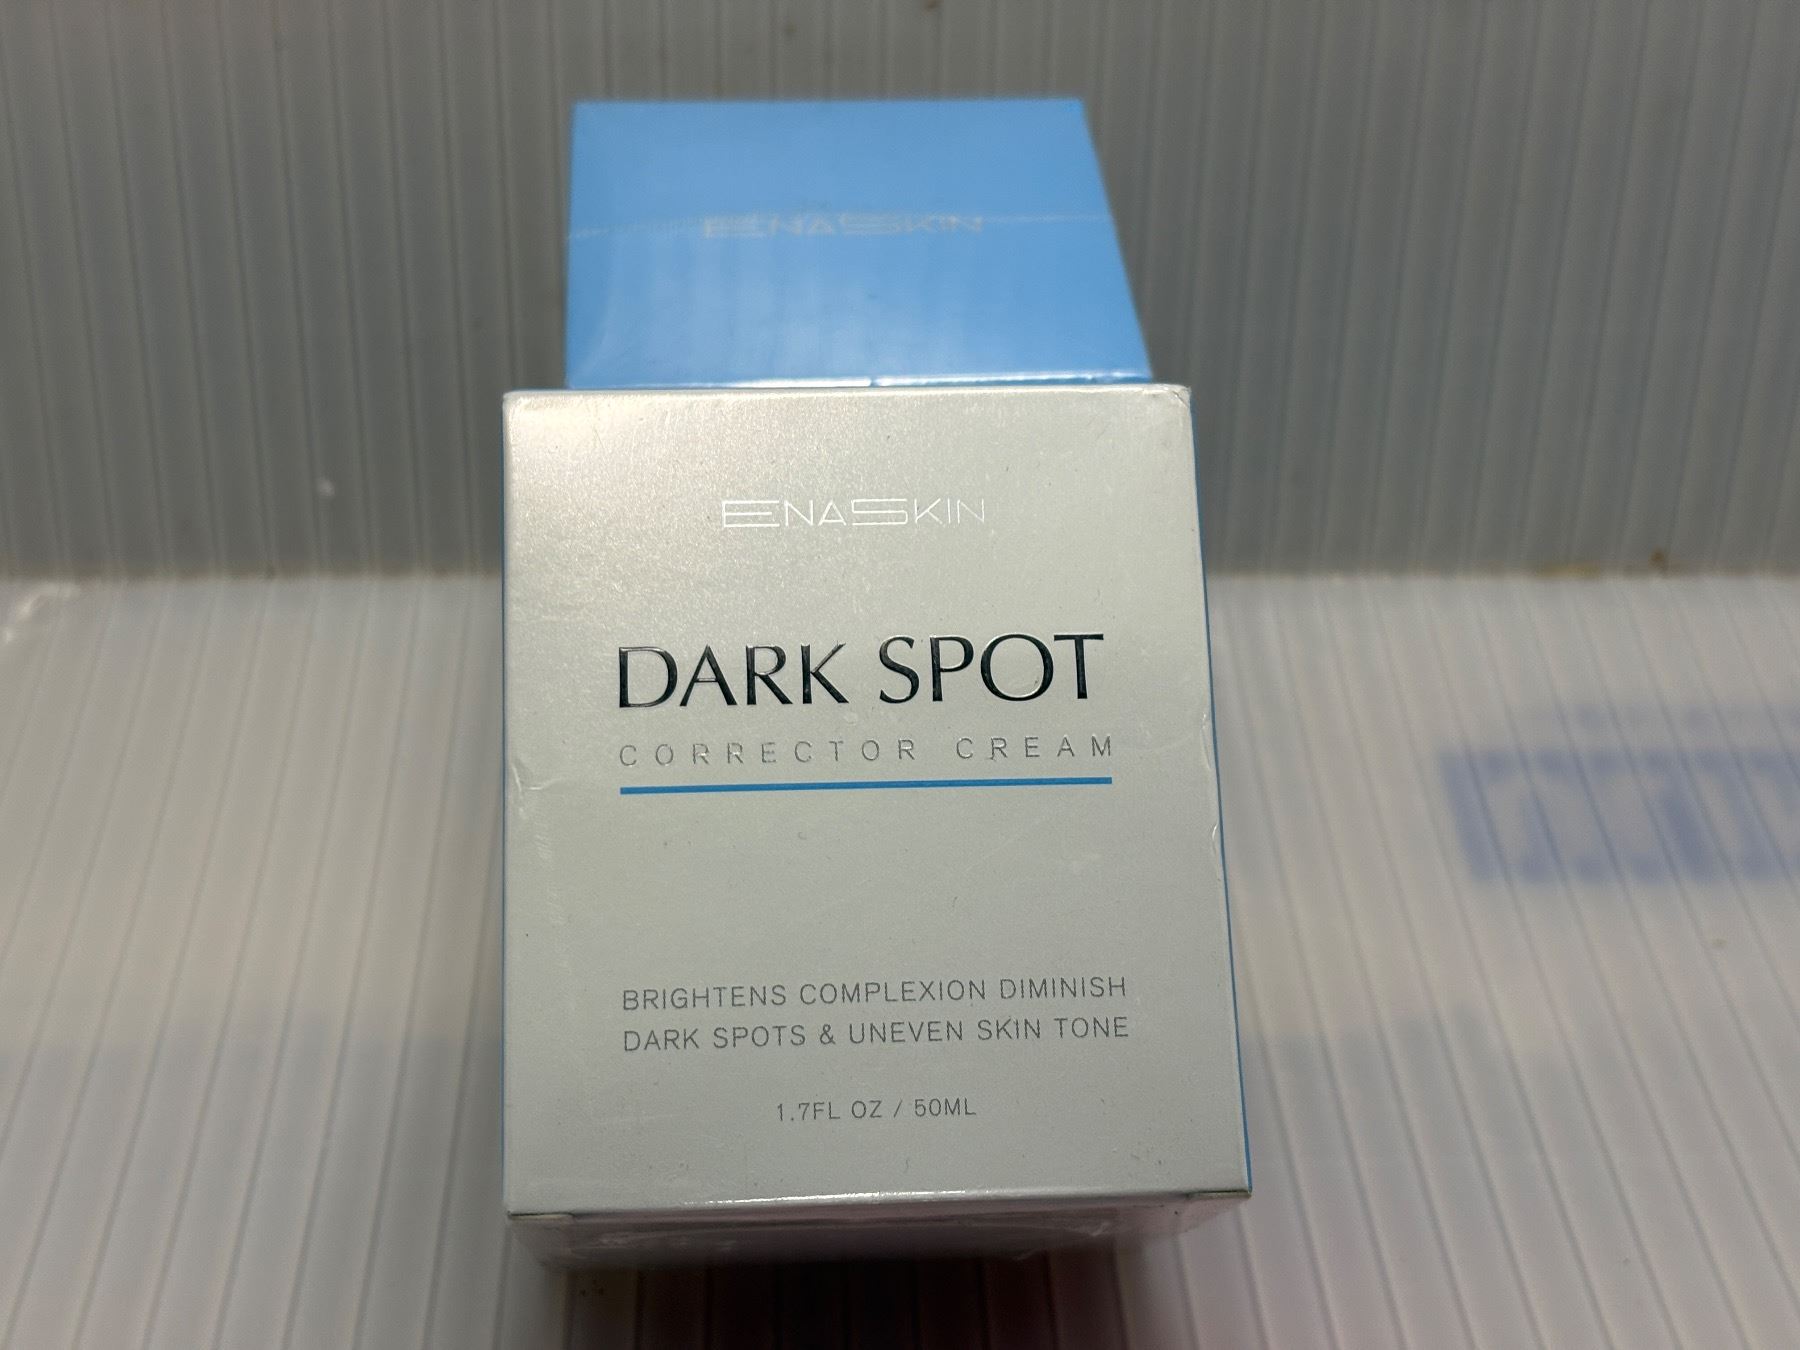 ENASKIN
ENASKIN
DARK SPOT
CORRECTOR CREAM
BRIGHTENS COMPLEXION DIMINISH
DARK SPOTS & UNEVEN SKIN TONE
1.7FL OZ / 50ML